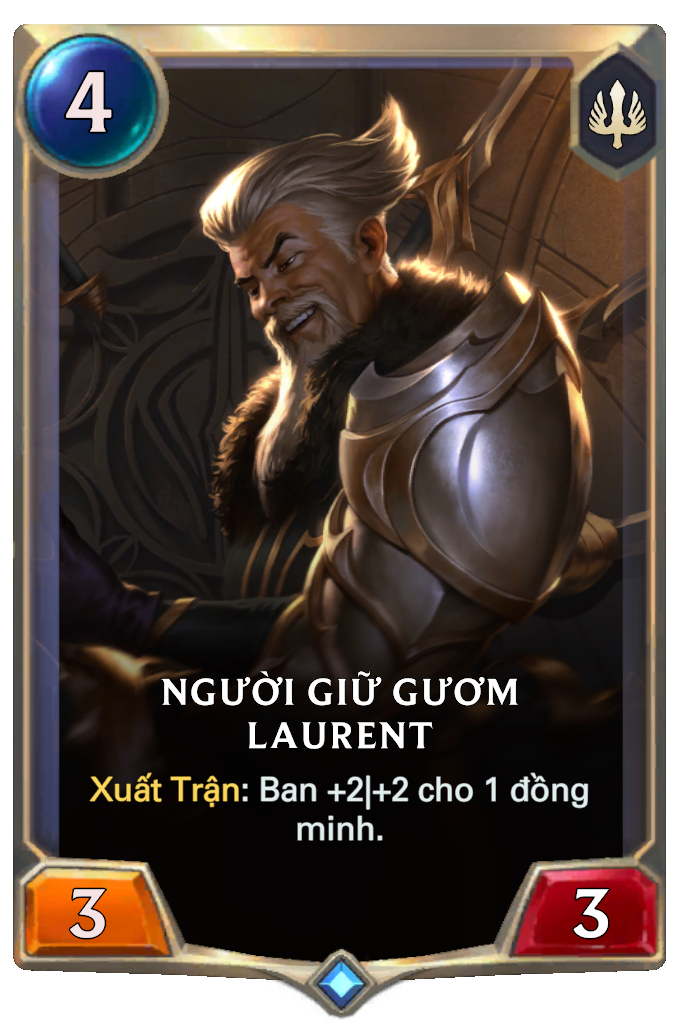 4
NGƯỜI GIỮ GƯƠM
LAURENT
Xuất Trận: Ban +2|+2 cho 1 đồng
minh.
3
3